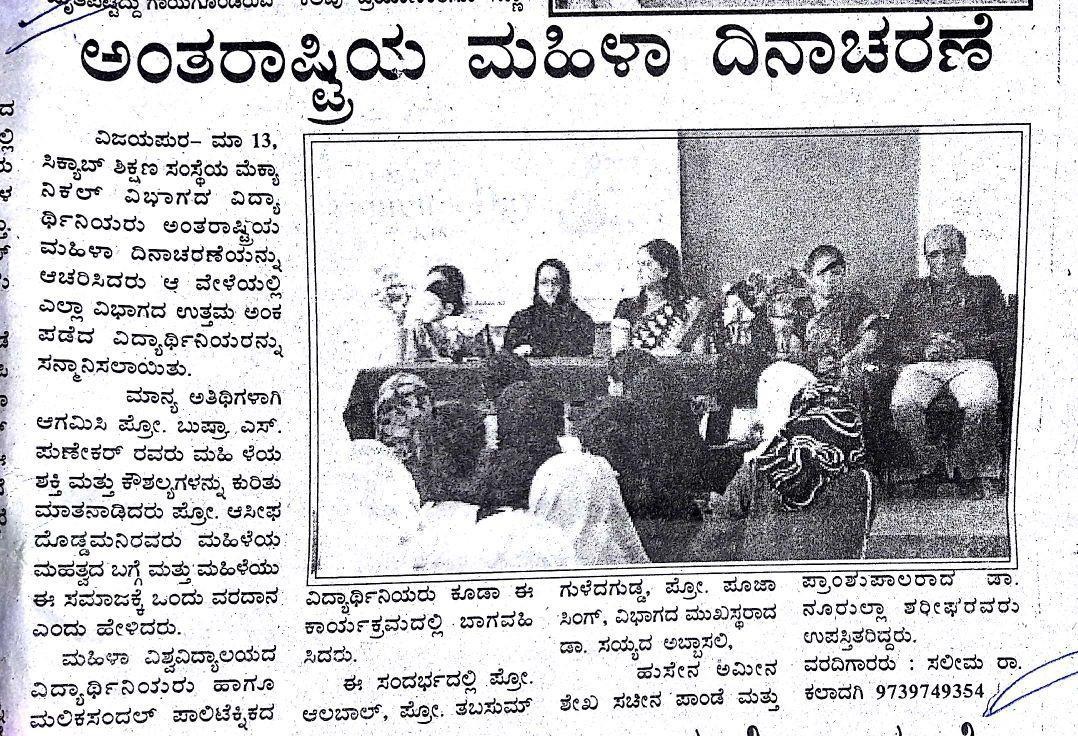 ಅಂತರಾಷ್ಟ್ರಿಯ ಮಹಿಳಾ ದಿನಾಚರಣೆ
ವಿಜಯಪುರ– ಮಾ 13,
ಸಿಕ್ಯಾಬ್ ಶಿಕ್ಷಣ ಸಂಸ್ಥೆಯ ಮೆಕ್ಯಾ
ನಿಕಲ್ ವಿಭಾಗದ ವಿದ್ಯಾ
ರ್ಥಿನಿಯರು ಅಂತರಾಷ್ಟ್ರಿಯ
ಮಹಿಳಾ ದಿನಾಚರಣೆಯನ್ನು
ಆಚರಿಸಿದರು ಆ ವೇಳೆಯಲ್ಲಿ
ಎಲ್ಲಾ ವಿಭಾಗದ ಉತ್ತಮ ಅಂಕ
ಪಡೆದ ವಿದ್ಯಾರ್ಥಿನಿಯರನ್ನು
ಸನ್ಮಾನಿಸಲಾಯಿತು.
ಮಾನ್ಯ ಅತಿಥಿಗಳಾಗಿ
ಆಗಮಿಸಿ ಪ್ರೋ. ಬುಷ್ರಾ ಎಸ್.
ಪುಣೇಕರ್ ರವರು ಮಹಿ ಳೆಯ
ಶಕ್ತಿ ಮತ್ತು ಕೌಶಲ್ಯಗಳನ್ನು ಕುರಿತು
ಮಾತನಾಡಿದರು ಪ್ರೋ. ಆಸೀಫ
ದೊಡ್ಡಮನಿರವರು ಮಹಿಳೆಯ
ಮಹತ್ವದ ಬಗ್ಗೆ ಮತ್ತು ಮಹಿಳೆಯು
ಈ ಸಮಾಜಕ್ಕೆ ಒಂದು ವರದಾನ
ಎಂದು ಹೇಳಿದರು.
ಮಹಿಳಾ ವಿಶ್ವವಿದ್ಯಾಲಯದ
ವಿದ್ಯಾರ್ಥಿನಿಯರು ಹಾಗೂ
ಮಲಿಕಸಂದಲ್ ಪಾಲಿಟೆಕ್ನಿಕದ
ವಿದ್ಯಾರ್ಥಿನಿಯರು ಕೂಡಾ ಈ
ಕಾರ್ಯಕ್ರಮದಲ್ಲಿ ಬಾಗವಹಿ
ಸಿದರು.
ಈ ಸಂದರ್ಭದಲ್ಲಿ ಪ್ರೋ.
ಆಲಬಾಲ್, ಪ್ರೋ. ತಬಸುಮ್
ಗುಳೆದಗುಡ್ಡ, ಪ್ರೋ. ಪೂಜಾ
ಸಿಂಗ್, ವಿಭಾಗದ ಮುಖಸ್ಥರಾದ
ಡಾ. ಸಯ್ಯದ ಅಬ್ಬಾಸಲಿ,
ಹುಸೇನ ಅಮೀನ
ಶೇಖ ಸಚೀನ ಪಾಂಡೆ ಮತ್ತು
ಪ್ರಾಂಶುಪಾಲರಾದ ಡಾ.
ನೂರುಲ್ಲಾ ಶರೀಫರವರು
ಉಪಸ್ತಿತರಿದ್ದರು.
ವರದಿಗಾರರು : ಸಲೀಮ ರಾ.
ಕಲಾದಗಿ 9739749354